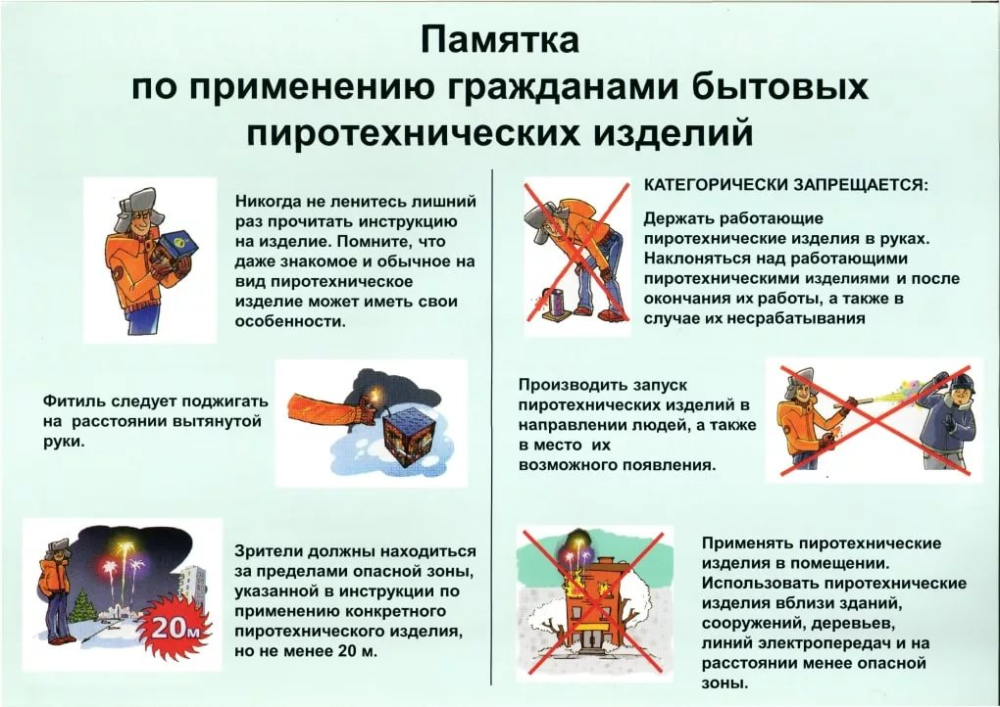 Памятка
по применению гражданами бытовых
пиротехнических изделий
Никогда не ленитесь лишний
раз прочитать инструкцию
на изделие. Помните, что
даже знакомое и обычное на
вид пиротехническое
изделие может иметь свои
особенности.
Фитиль следует поджигать
на расстоянии вытянутой
руки.
20м
Зрители должны находиться
за пределами опасной зоны,
указанной в инструкции по
применению конкретного
пиротехнического изделия,
но не менее 20 м.
КАТЕГОРИЧЕСКИ ЗАПРЕЩАЕТСЯ:
Держать работающие
пиротехнические изделия в руках.
Наклоняться над работающими
пиротехническими изделиями и после
окончания их работы, а также в
случае их несрабатывания
Производить запуск
пиротехнических изделий в
направлении людей, а также
в место их
возможного появления.
Применять пиротехнические
изделия в помещении.
Использовать пиротехнические
изделия вблизи зданий,
сооружений, деревьев,
линий электропередач и на
расстоянии менее опасной
зоны.